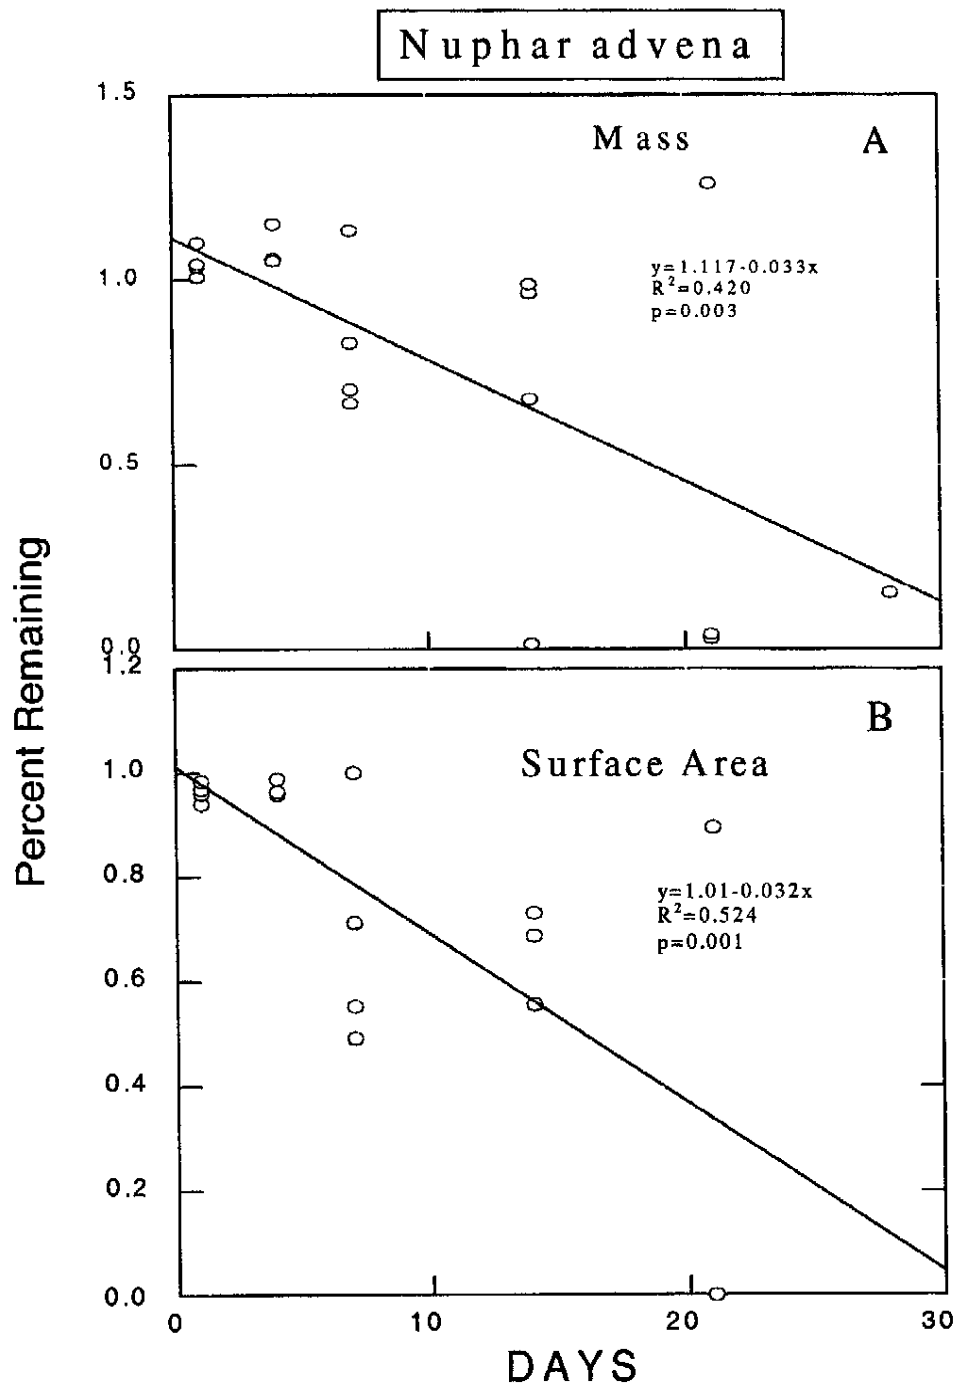 Nuphar advena
1.5
Mass
A
1.0
y=1.117-0.033x
R²=0.420
p=0.003
0.5
0.0
Percent Remaining
1.2
B
Surface Area
1.0
0.8
y=1.01-0.032x
R²=0.524
p=0.001
0.6
0.4
0.2
0.0
0
10
20
30
DAYS